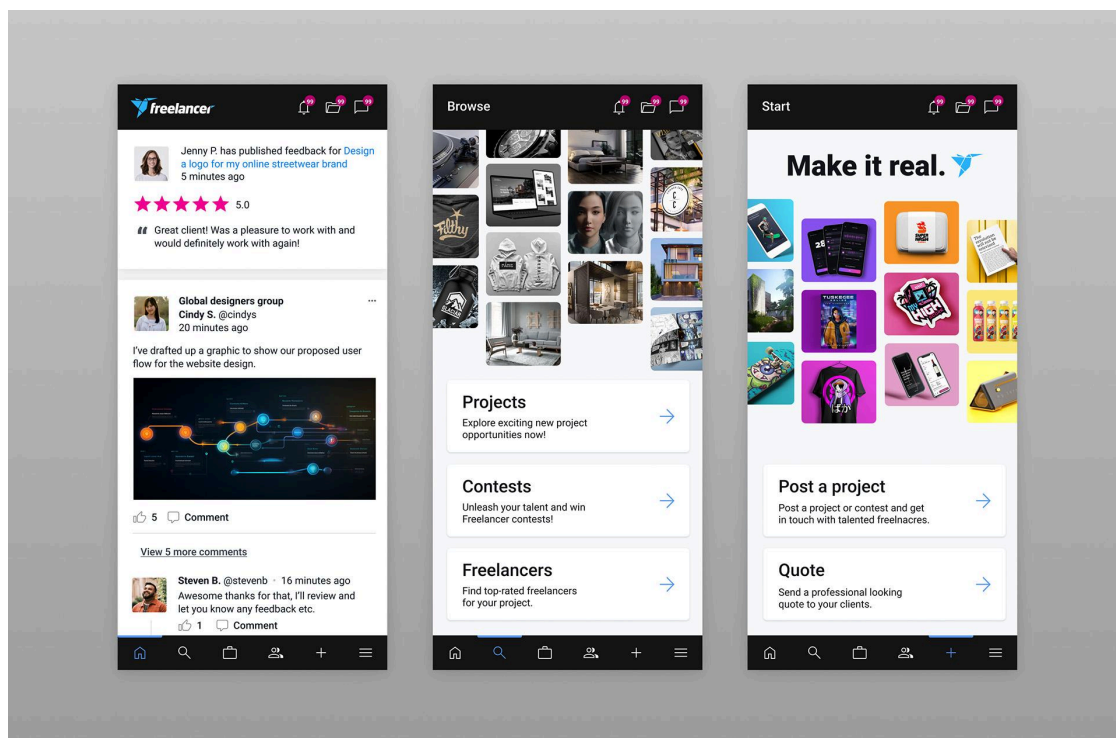 freelancer
99
99
99
Jenny P. has published feedback for Design
a logo for my online streetwear brand
5 minutes ago
5.0
Great client! Was a pleasure to work with and
would definitely work with again!
Global designers group
Cindy S. @cindys
20 minutes ago
I've drafted up a graphic to show our proposed user
flow for the website design.
5
Comment
View 5 more comments
Steven B. @stevenb · 16 minutes ago
Awesome thanks for that, I'll review and
let you know any feedback etc.
1
Comment
Browse
99
99
99
Filthy
GLACIAR
Projects
Explore exciting new project
opportunities now!
Contests
Unleash your talent and win
Freelancer contests!
Freelancers
Find top-rated freelancers
for your project.
Start
99
99
99
Make it real.
28
TUSKEGEE
HIGH
ばか
Post a project
Post a project or contest and get
in touch with talented freelnacres.
Quote
Send a professional looking
quote to your clients.